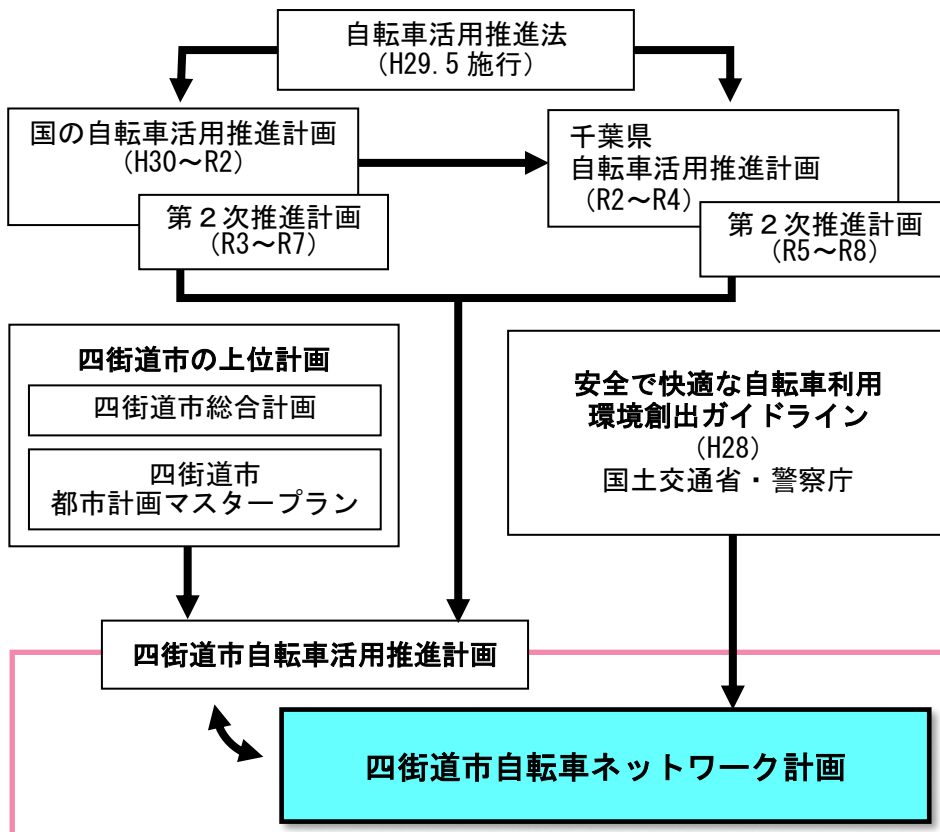 自転車活用推進法
(H29.5 施行)
国の自転車活用推進計画
(H30～R2)
第２次推進計画
(R3～R7)
千葉県
自転車活用推進計画
(R2～R4)
第２次推進計画
(R5～R8)
四街道市の上位計画
四街道市総合計画
四街道市
都市計画マスタープラン
安全で快適な自転車利用
環境創出ガイドライン
(H28)
国土交通省・警察庁
四街道市自転車活用推進計画
四街道市自転車ネットワーク計画